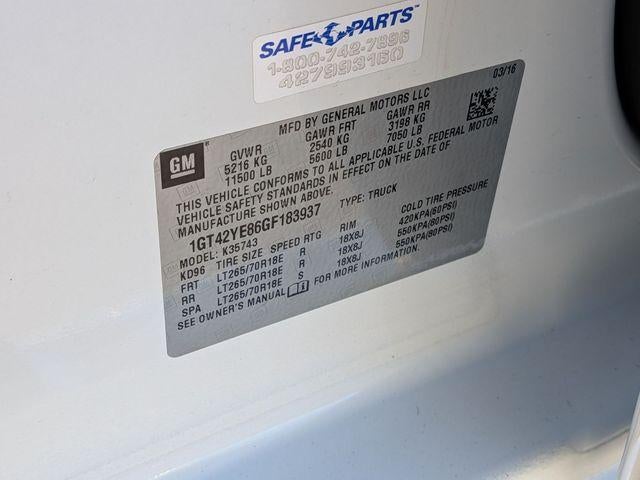 SAFE PARTS
1-800-742-7896
427993160
03/16
GM
MFD BY GENERAL MOTORS LLC
GVWR GAWR FRT GAWR RR
5216 KG 2540 KG 3198 KG
11500 LB 5600 LB 7050 LB
THIS VEHICLE CONFORMS TO ALL APPLICABLE U.S. FEDERAL MOTOR
VEHICLE SAFETY STANDARDS IN EFFECT ON THE DATE OF
MANUFACTURE SHOWN ABOVE.
1GT42YE86GF183937 TYPE: TRUCK
MODEL: K35743
KD96 TIRE SIZE SPEED RTG RIM COLD TIRE PRESSURE
FRT LT265/70R18E R 18X8J 420KPA(60PSI)
RR LT265/70R18E R 18X8J 550KPA(80PSI)
SPA LT265/70R18E S 18X8J 550KPA(80PSI)
SEE OWNER'S MANUAL FOR MORE INFORMATION.